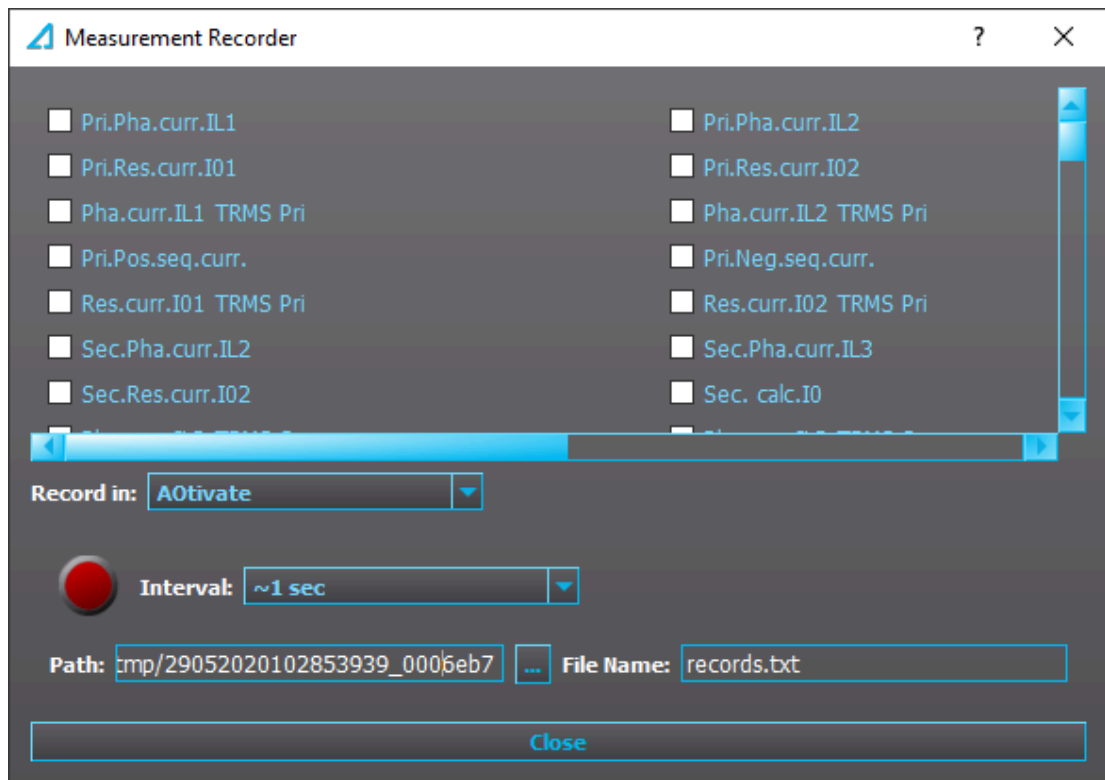 Measurement Recorder ?
Pri.Pha.curr.IL1 Pri.Pha.curr.IL2
Pri.Res.curr.I01 Pri.Res.curr.I02
Pha.curr.IL1 TRMS Pri Pha.curr.IL2 TRMS Pri
Pri.Pos.seq.curr. Pri.Neg.seq.curr.
Res.curr.I01 TRMS Pri Res.curr.I02 TRMS Pri
Sec.Pha.curr.IL2 Sec.Pha.curr.IL3
Sec.Res.curr.I02 Sec. calc.I0
Record in: AQtivate
Interval: ~1 sec
Path: tmp/29052020102853939_0006eb7 ... File Name: records.txt
Close